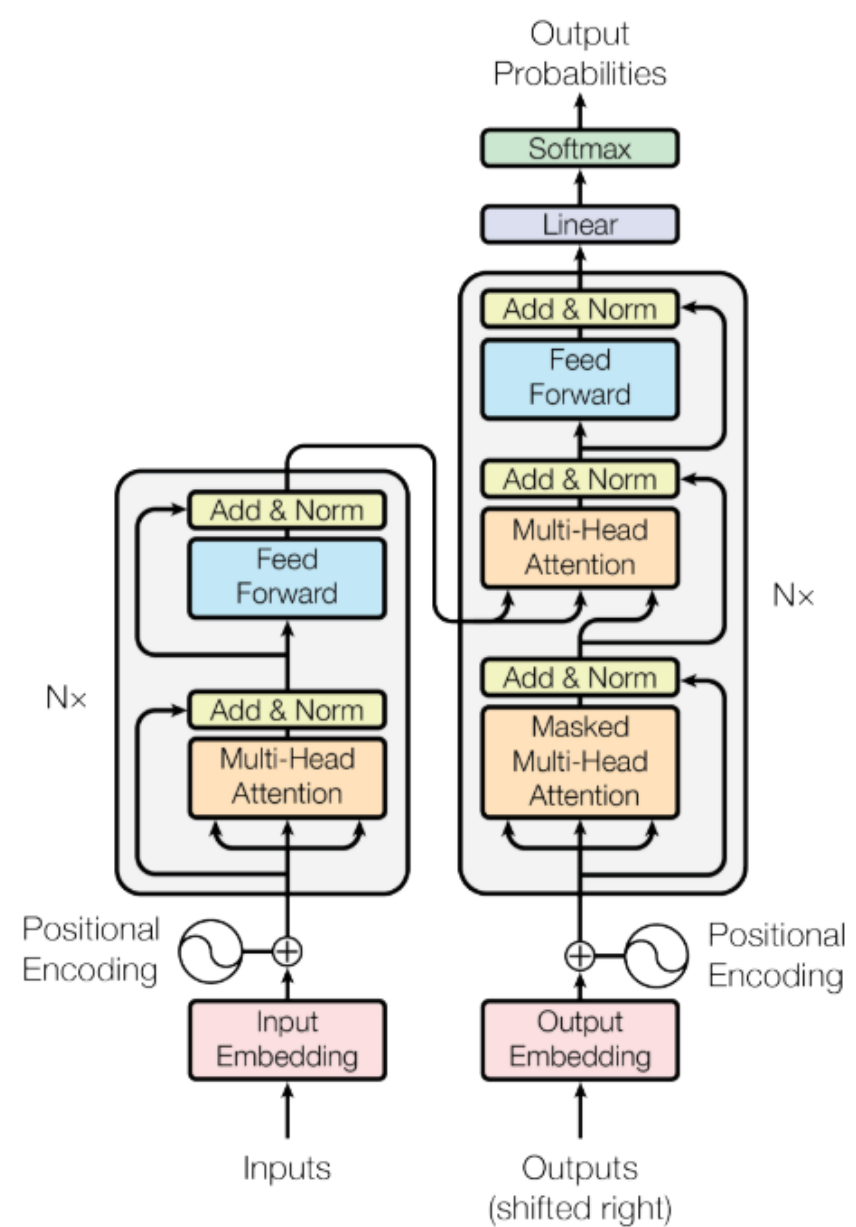 Output
Probabilities
Softmax
Linear
Add & Norm
Feed
Forward
Add & Norm
Multi-Head
Attention
N×
Add & Norm
Masked
Multi-Head
Attention
Add & Norm
Feed
Forward
N×
Add & Norm
Multi-Head
Attention
Positional
Encoding
Positional
Encoding
Input
Embedding
Output
Embedding
Inputs
Outputs
(shifted right)